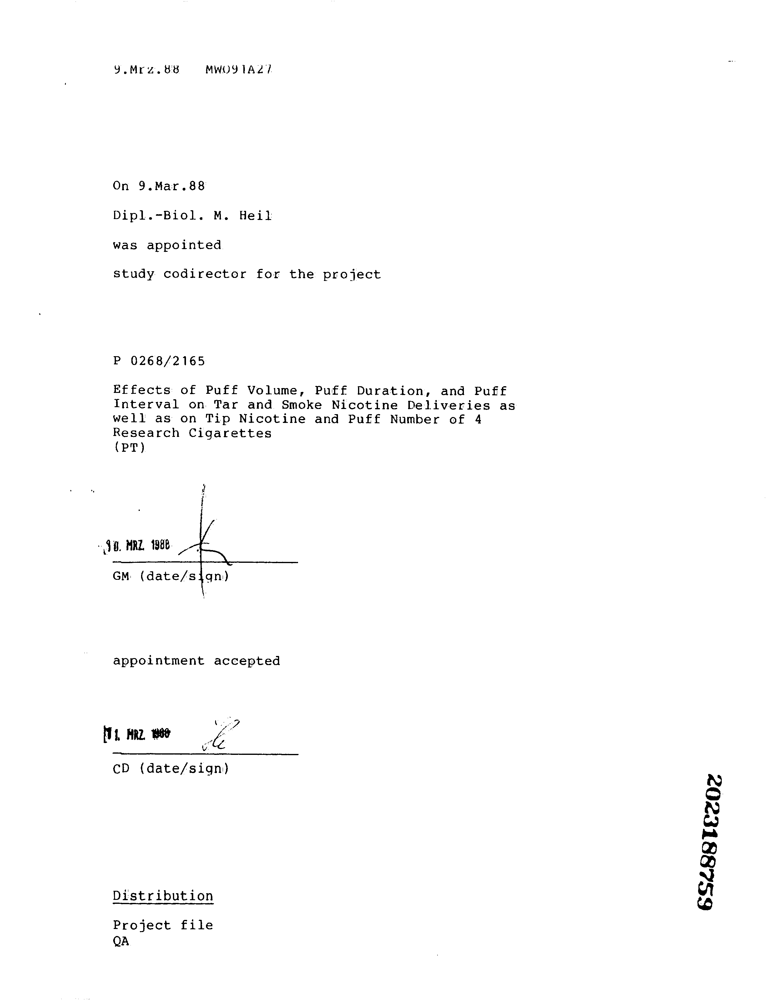 9.Mrz.88 MW091A27
On 9.Mar.88
Dipl.-Biol. M. Heil
was appointed
study codirector for the project
P 0268/2165
Effects of Puff Volume, Puff Duration, and Puff
Interval on Tar and Smoke Nicotine Deliveries as
well as on Tip Nicotine and Puff Number of 4
Research Cigarettes
(PT)
10. MRZ. 1988
GM (date/sign)
appointment accepted
11. MRZ. 1988
CD (date/sign)
Distribution
Project file
QA
2023188759